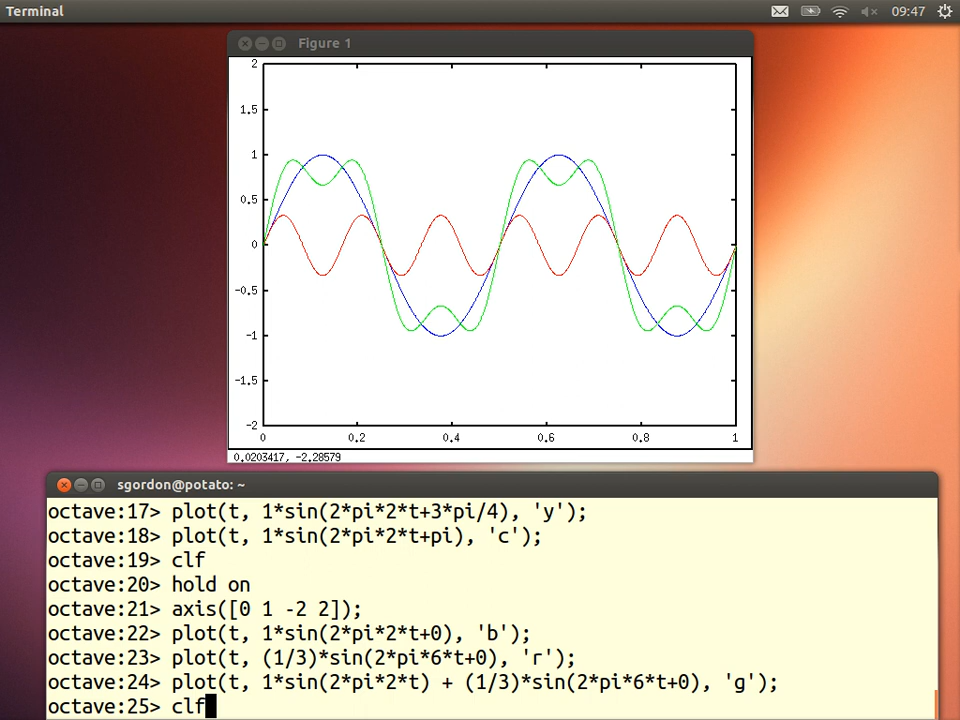 Terminal
09:47
Figure 1
2
1.5
1
0.5
0
-0.5
-1
-1.5
-2
0 0.2 0.4 0.6 0.8 1
0.0203417, -2.28579
sgordon@potato: ~
octave:17> plot(t, 1*sin(2*pi*2*t+3*pi/4), 'y');
octave:18> plot(t, 1*sin(2*pi*2*t+pi), 'c');
octave:19> clf
octave:20> hold on
octave:21> axis([0 1 -2 2]);
octave:22> plot(t, 1*sin(2*pi*2*t+0), 'b');
octave:23> plot(t, (1/3)*sin(2*pi*6*t+0), 'r');
octave:24> plot(t, 1*sin(2*pi*2*t) + (1/3)*sin(2*pi*6*t+0), 'g');
octave:25> clf